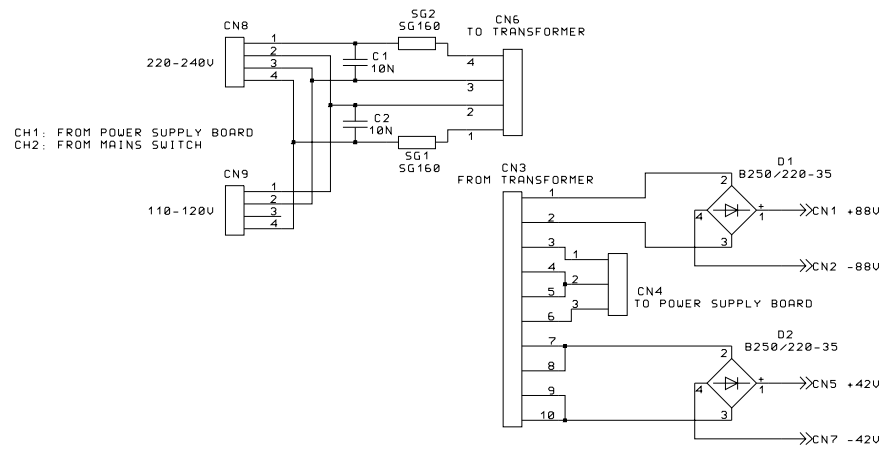 CN8
220-240V
1
2
3
4
C1
10N
SG2
SG160
CN6
TO TRANSFORMER
4
3
2
1
C2
10N
SG1
SG160
CH1: FROM POWER SUPPLY BOARD
CH2: FROM MAINS SWITCH
CN9
110-120V
1
2
3
4
CN3
FROM TRANSFORMER
1
2
3
4
5
6
7
8
9
10
1
2
3
CN4
TO POWER SUPPLY BOARD
D1
B250/220-35
2
4
+
1
3
CN1 +88V
CN2 -88V
D2
B250/220-35
2
4
+
1
3
CN5 +42V
CN7 -42V